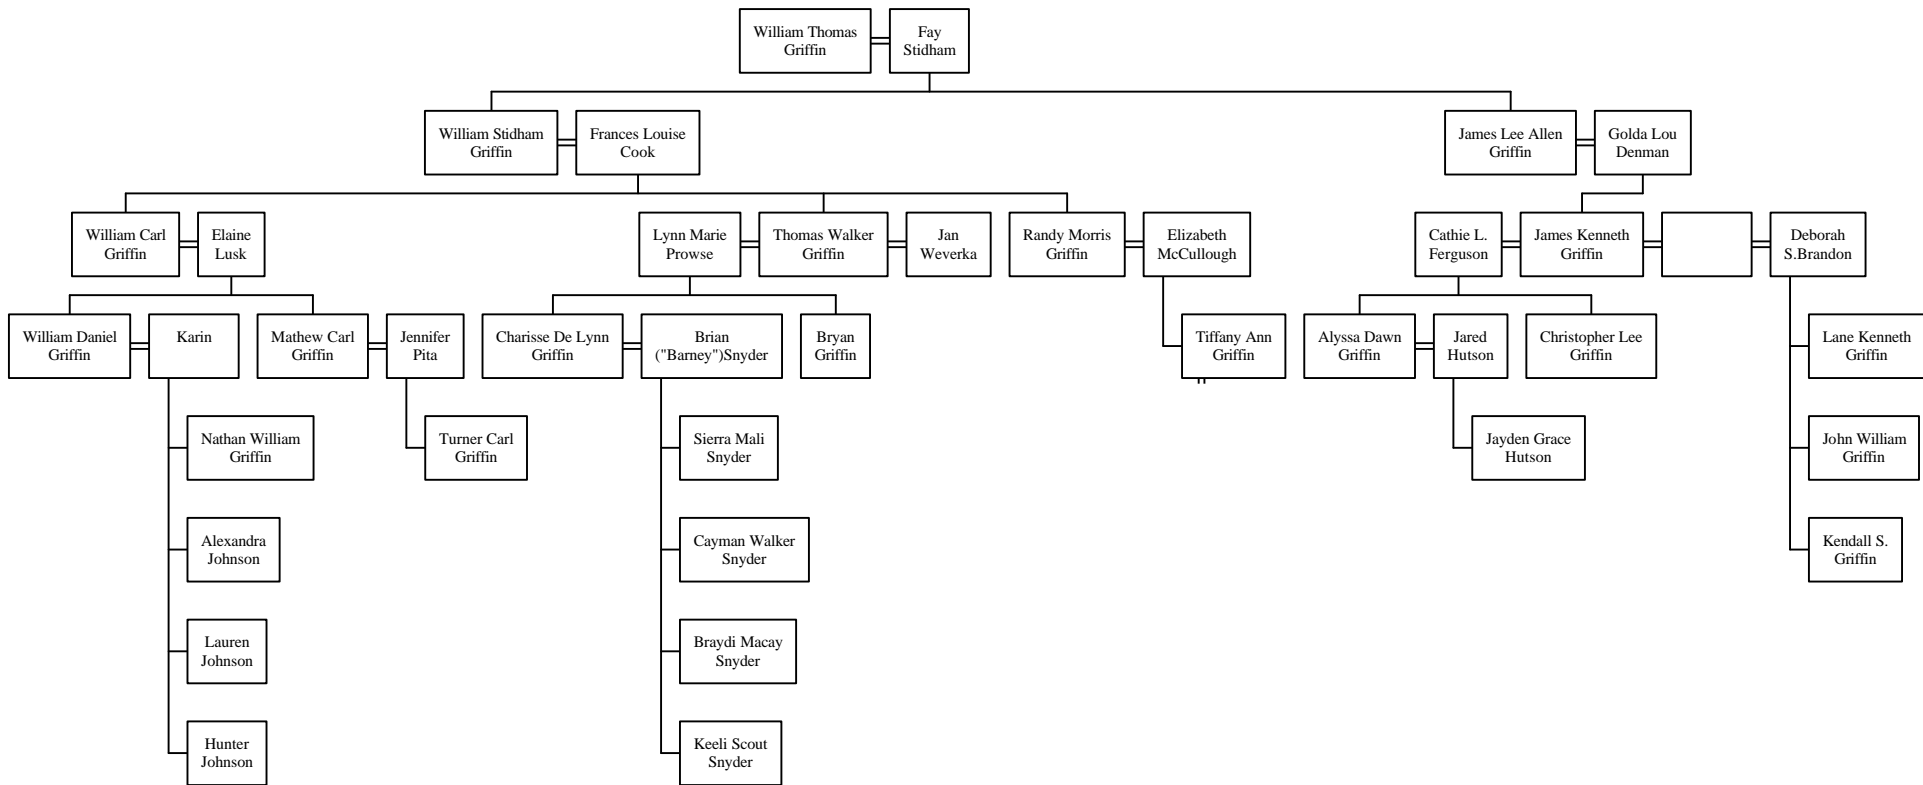 William Thomas
Griffin
Fay
Stidham
William Stidham
Griffin
Frances Louise
Cook
James Lee Allen
Griffin
Golda Lou
Denman
William Carl
Griffin
Elaine
Lusk
Lynn Marie
Prowse
Thomas Walker
Griffin
Jan
Weverka
Randy Morris
Griffin
Elizabeth
McCullough
Cathie L.
Ferguson
James Kenneth
Griffin
Deborah
S.Brandon
William Daniel
Griffin
Karin
Mathew Carl
Griffin
Jennifer
Pita
Charisse De Lynn
Griffin
Brian
("Barney")Snyder
Bryan
Griffin
Tiffany Ann
Griffin
Alyssa Dawn
Griffin
Jared
Hutson
Christopher Lee
Griffin
Lane Kenneth
Griffin
Nathan William
Griffin
Turner Carl
Griffin
Sierra Mali
Snyder
Jayden Grace
Hutson
John William
Griffin
Alexandra
Johnson
Cayman Walker
Snyder
Kendall S.
Griffin
Lauren
Johnson
Braydi Macay
Snyder
Hunter
Johnson
Keeli Scout
Snyder